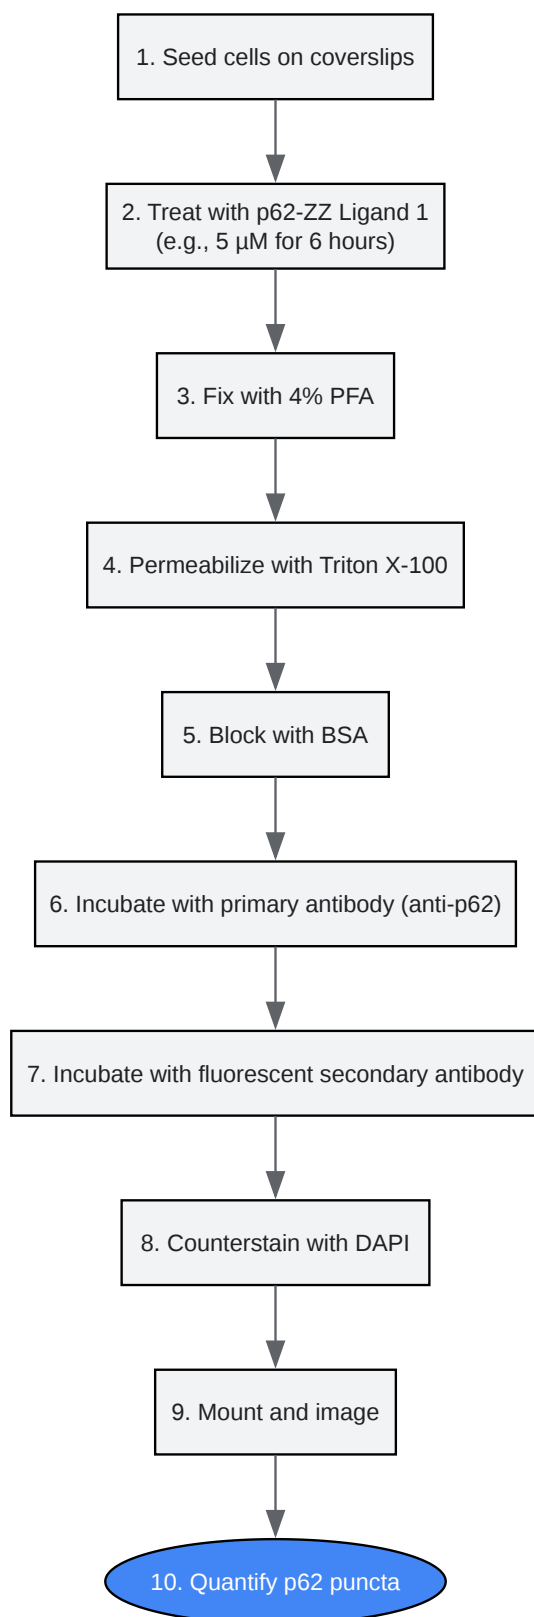 1. Seed cells on coverslips
2. Treat with p62-ZZ Ligand 1
(e.g., 5 µM for 6 hours)
3. Fix with 4% PFA
4. Permeabilize with Triton X-100
5. Block with BSA
6. Incubate with primary antibody (anti-p62)
7. Incubate with fluorescent secondary antibody
8. Counterstain with DAPI
9. Mount and image
10. Quantify p62 puncta